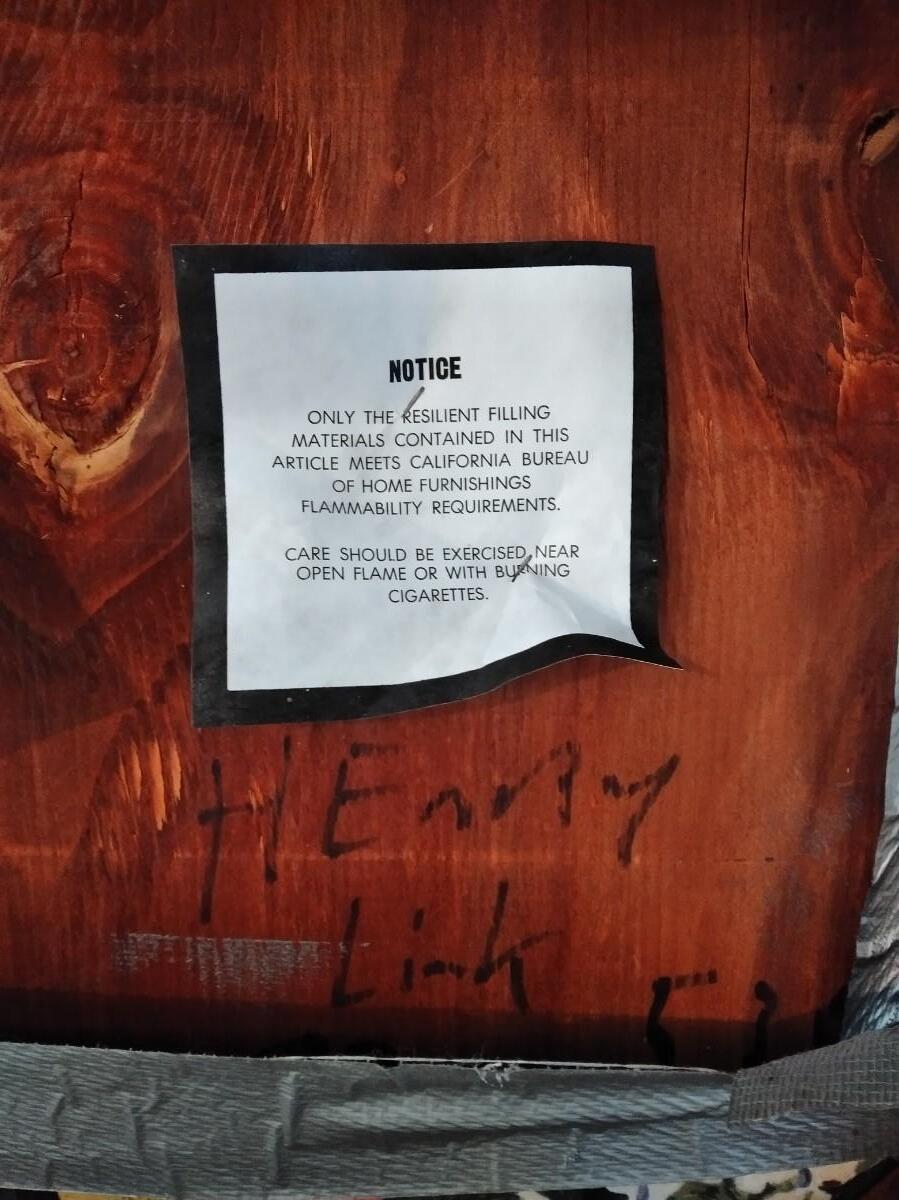 NOTICE
ONLY THE RESILIENT FILLING
MATERIALS CONTAINED IN THIS
ARTICLE MEETS CALIFORNIA BUREAU
OF HOME FURNISHINGS
FLAMMABILITY REQUIREMENTS.
CARE SHOULD BE EXERCISED NEAR
OPEN FLAME OR WITH BURNING
CIGARETTES.
HEnRy
Link